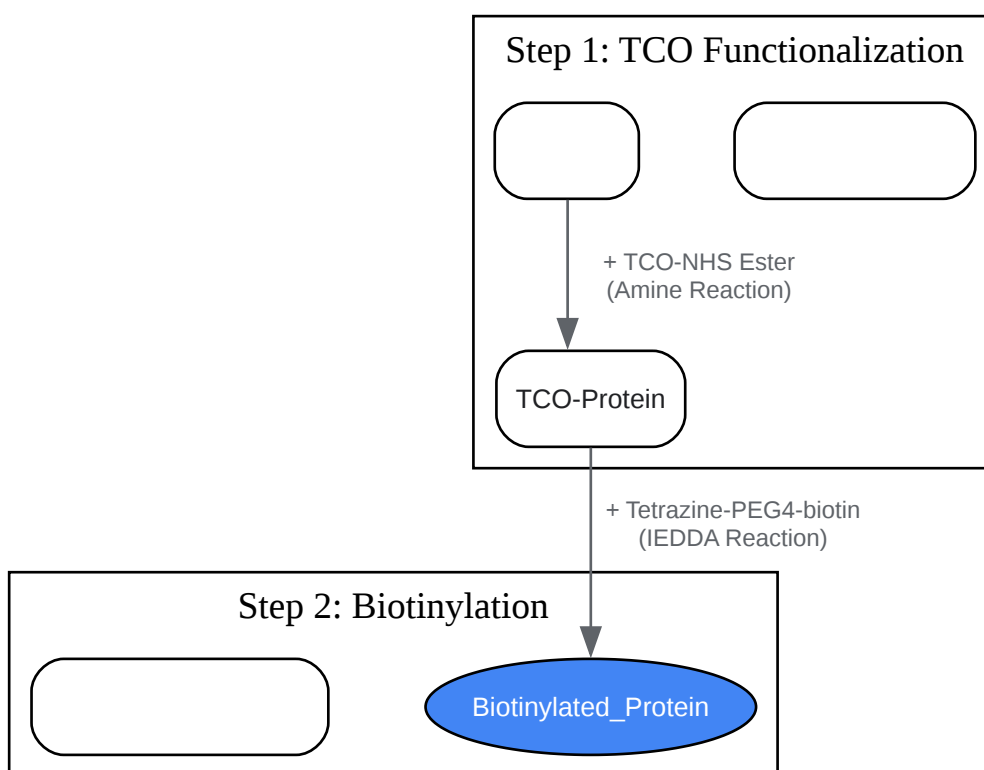 Step 1: TCO Functionalization
+ TCO-NHS Ester
(Amine Reaction)
TCO-Protein
+ Tetrazine-PEG4-biotin
(IEDDA Reaction)
Step 2: Biotinylation
Biotinylated_Protein